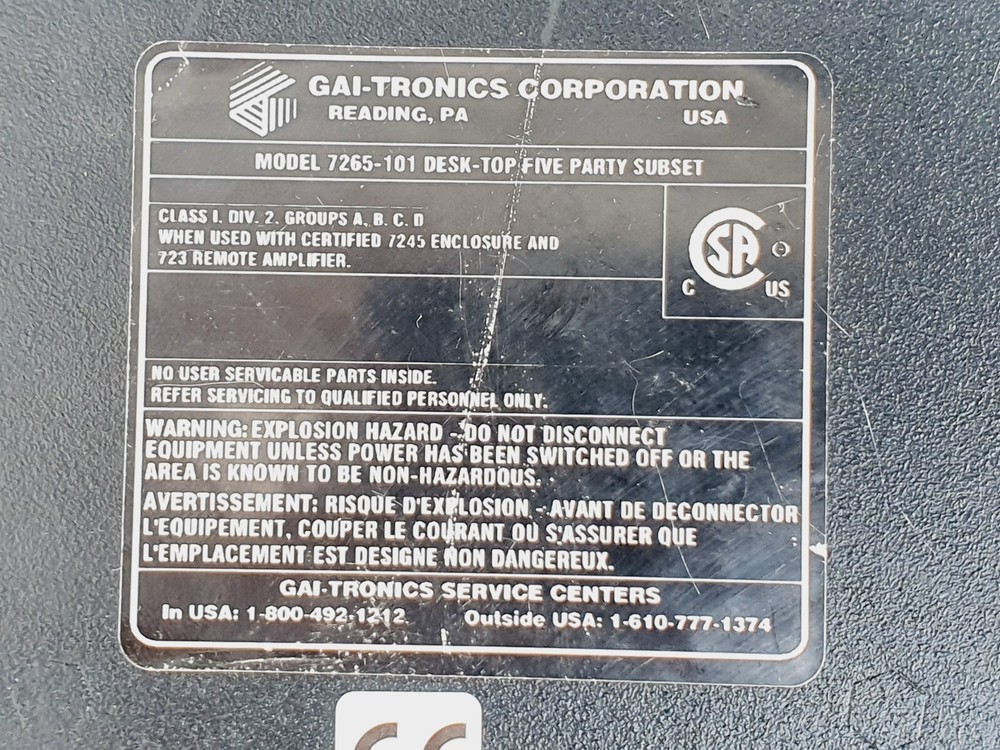 GAI-TRONICS CORPORATION
READING, PA USA
MODEL 7265-101 DESK-TOP FIVE PARTY SUBSET
CLASS I, DIV. 2, GROUPS A, B, C, D
WHEN USED WITH CERTIFIED 7245 ENCLOSURE AND
723 REMOTE AMPLIFIER.
CSA
C US
NO USER SERVICABLE PARTS INSIDE.
REFER SERVICING TO QUALIFIED PERSONNEL ONLY.
WARNING: EXPLOSION HAZARD - DO NOT DISCONNECT
EQUIPMENT UNLESS POWER HAS BEEN SWITCHED OFF OR THE
AREA IS KNOWN TO BE NON-HAZARDOUS.
AVERTISSEMENT: RISQUE D'EXPLOSION - AVANT DE DECONNECTOR
L'EQUIPEMENT, COUPER LE COURANT OU S'ASSURER QUE
L'EMPLACEMENT EST DESIGNE NON DANGEREUX.
GAI-TRONICS SERVICE CENTERS
In USA: 1-800-492-1212 Outside USA: 1-610-777-1374
CE